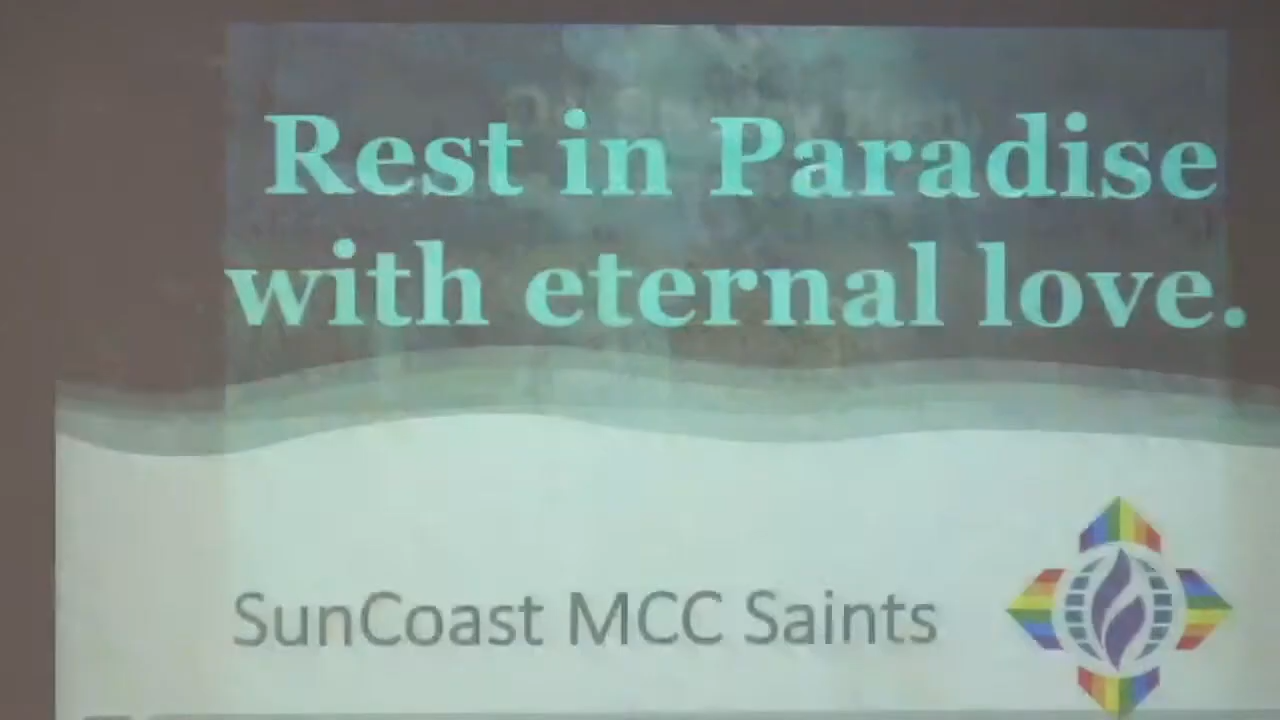 Rest in Paradise
with eternal love.
SunCoast MCC Saints